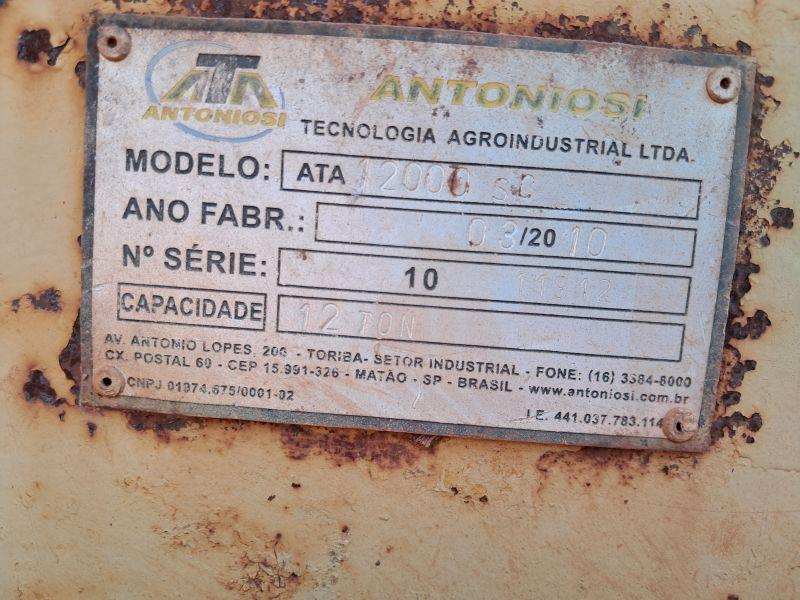 ATA
ANTONIOSI
ANTONIOSI
TECNOLOGIA AGROINDUSTRIAL LTDA.
MODELO: ATA 12000 SC
ANO FABR.: 03/2010
Nº SÉRIE: 10
CAPACIDADE 12 TON
AV. ANTONIO LOPES, 200 - TORIBA- SETOR INDUSTRIAL - FONE: (16) 3384-8000
CX. POSTAL 60 - CEP 15.991-326 - MATÃO - SP - BRASIL - www.antoniosi.com.br
CNPJ 01974.675/0001-02
I.E. 441.037.783.114